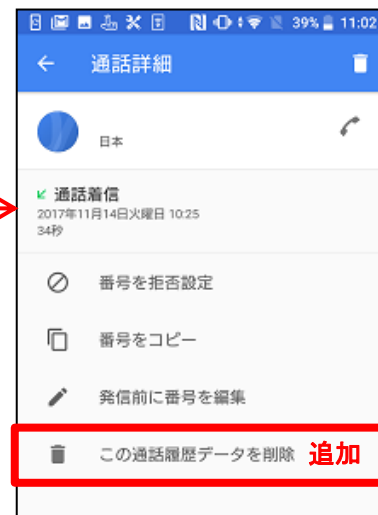 39% 11:02
通話詳細
日本
通話着信
2017年11月14日火曜日 10:25
34秒
番号を拒否設定
番号をコピー
発信前に番号を編集
この通話履歴データを削除 追加